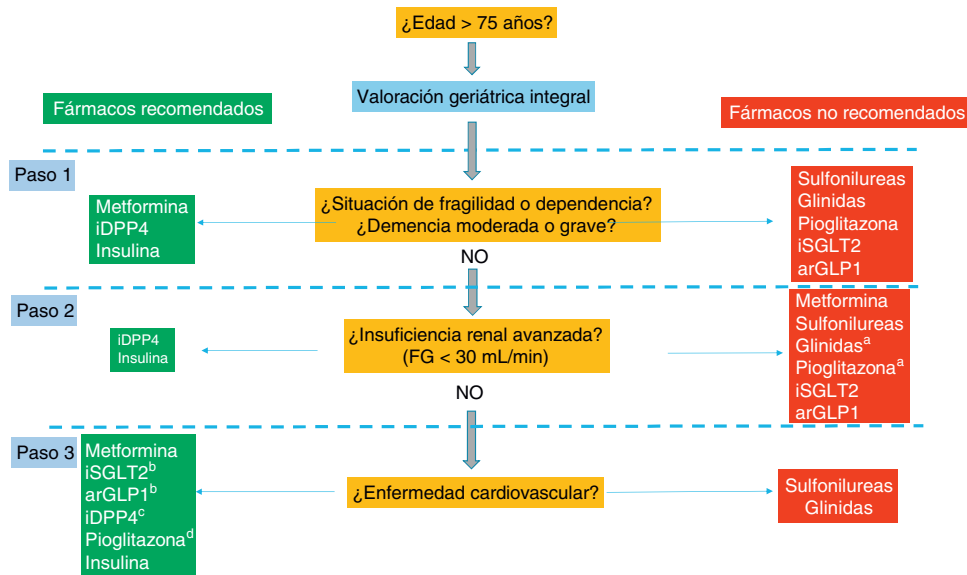 ¿Edad > 75 años?
Valoración geriátrica integral
Fármacos recomendados
Fármacos no recomendados
Paso 1
Metformina
iDPP4
Insulina
¿Situación de fragilidad o dependencia?
¿Demencia moderada o grave?
NO
Sulfonilureas
Glinidas
Pioglitazona
iSGLT2
arGLP1
Paso 2
iDPP4
Insulina
¿Insuficiencia renal avanzada?
(FG < 30 mL/min)
NO
Metformina
Sulfonilureas
Glinidasᵃ
Pioglitazonaᵃ
iSGLT2
arGLP1
Paso 3
Metformina
iSGLT2ᵇ
arGLP1ᵇ
iDPP4ᶜ
Pioglitazonaᵈ
Insulina
¿Enfermedad cardiovascular?
Sulfonilureas
Glinidas